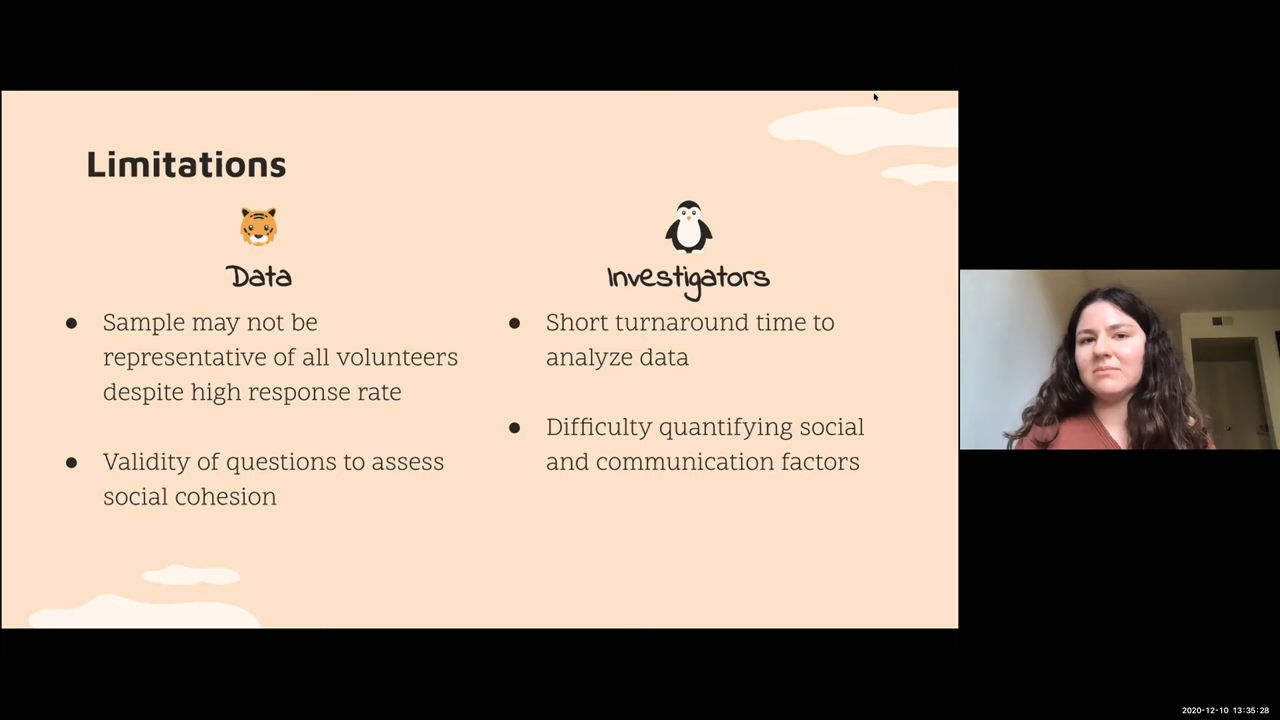 Limitations
Data
● Sample may not be
representative of all volunteers
despite high response rate
● Validity of questions to assess
social cohesion
Investigators
● Short turnaround time to
analyze data
● Difficulty quantifying social
and communication factors
2020-12-10 13:35:28